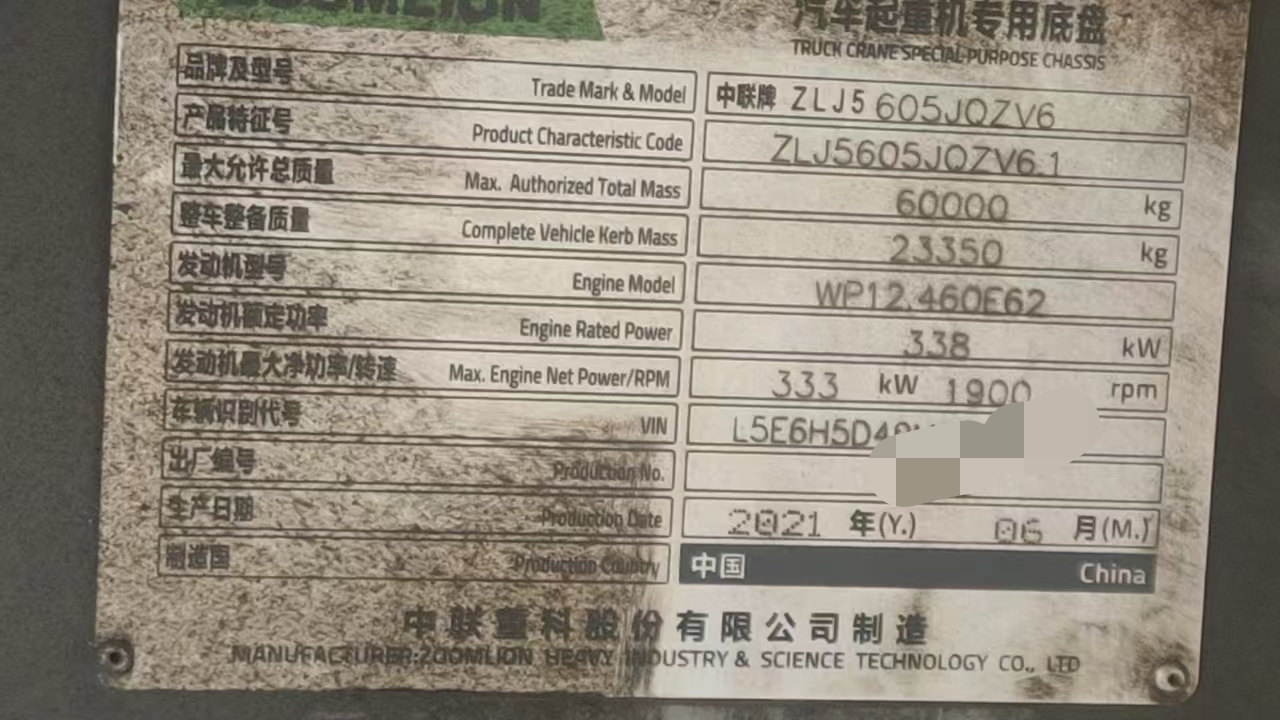 ZOOMLION
汽车起重机专用底盘
TRUCK CRANE SPECIAL-PURPOSE CHASSIS
品牌及型号 Trade Mark & Model 中联牌 ZLJ5605JQZV6
产品特征号 Product Characteristic Code ZLJ5605JQZV6.1
最大允许总质量 Max. Authorized Total Mass 60000 kg
整车整备质量 Complete Vehicle Kerb Mass 23350 kg
发动机型号 Engine Model WP12.460E62
发动机额定功率 Engine Rated Power 338 kW
发动机最大净功率/转速 Max. Engine Net Power/RPM 333 kW 1900 rpm
车辆识别代号 VIN L5E6H5D4
出厂编号 Production No.
生产日期 Production Date 2021 年(Y.) 06 月(M.)
制造国 Production Country 中国 China
中联重科股份有限公司制造
MANUFACTURER:ZOOMLION HEAVY INDUSTRY & SCIENCE TECHNOLOGY CO., LTD